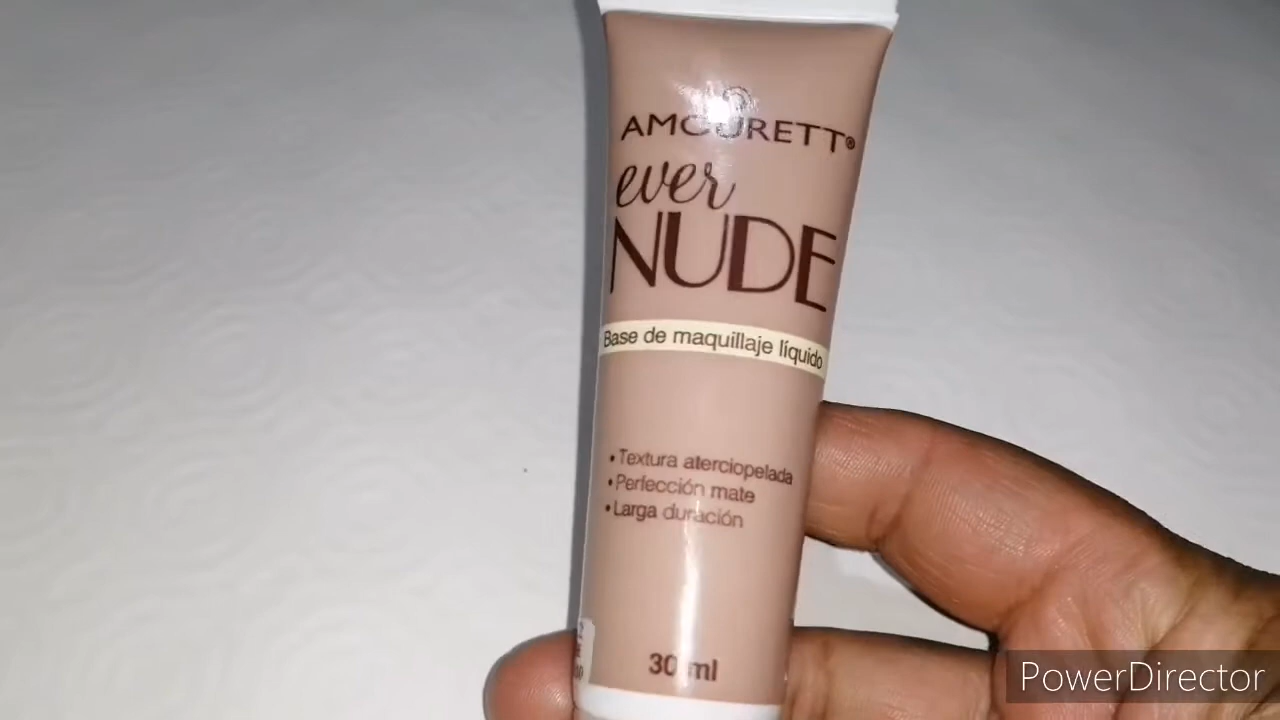 AMOURETT®
ever
NUDE
Base de maquillaje líquido
• Textura aterciopelada
• Perfección mate
• Larga duración
30 ml
PowerDirector